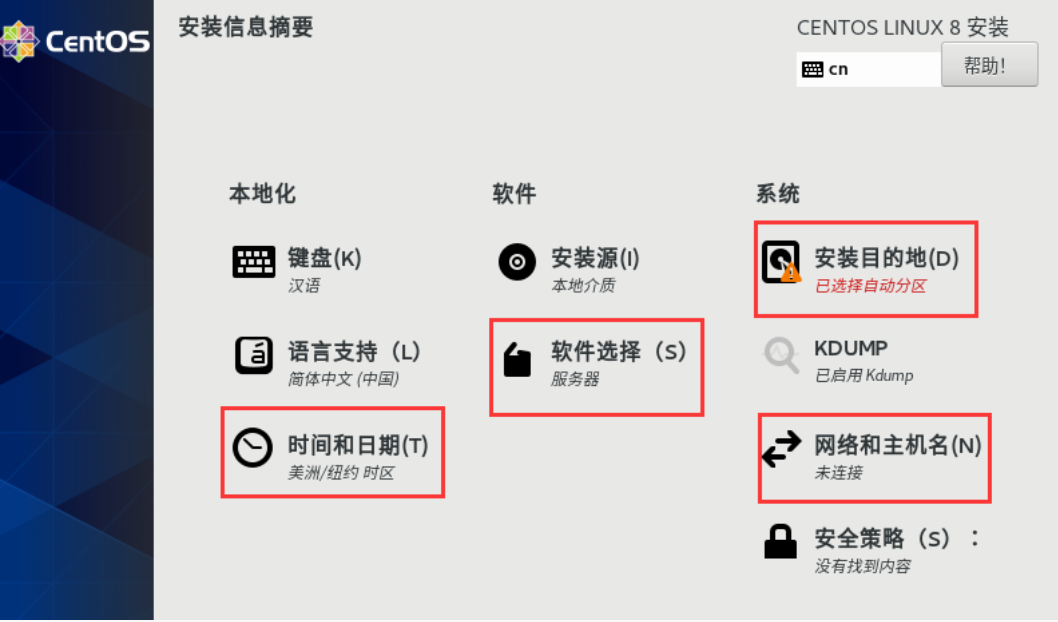 CentOS
安装信息摘要
CENTOS LINUX 8 安装
cn
帮助!
本地化
软件
系统
键盘(K)
汉语
安装源(I)
本地介质
安装目的地(D)
已选择自动分区
语言支持（L）
简体中文 (中国)
软件选择（S）
服务器
KDUMP
已启用 Kdump
时间和日期(T)
美洲/纽约 时区
网络和主机名(N)
未连接
安全策略（S）：
没有找到内容